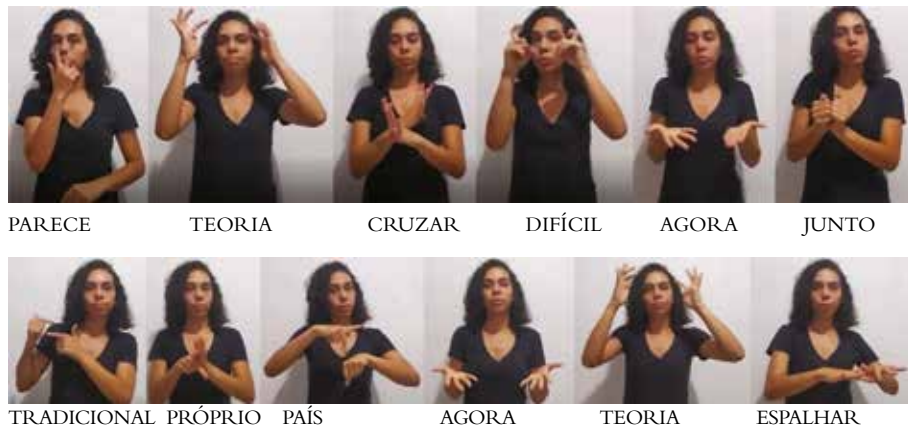 PARECE TEORIA CRUZAR DIFÍCIL AGORA JUNTO
TRADICIONAL PRÓPRIO PAÍS AGORA TEORIA ESPALHAR